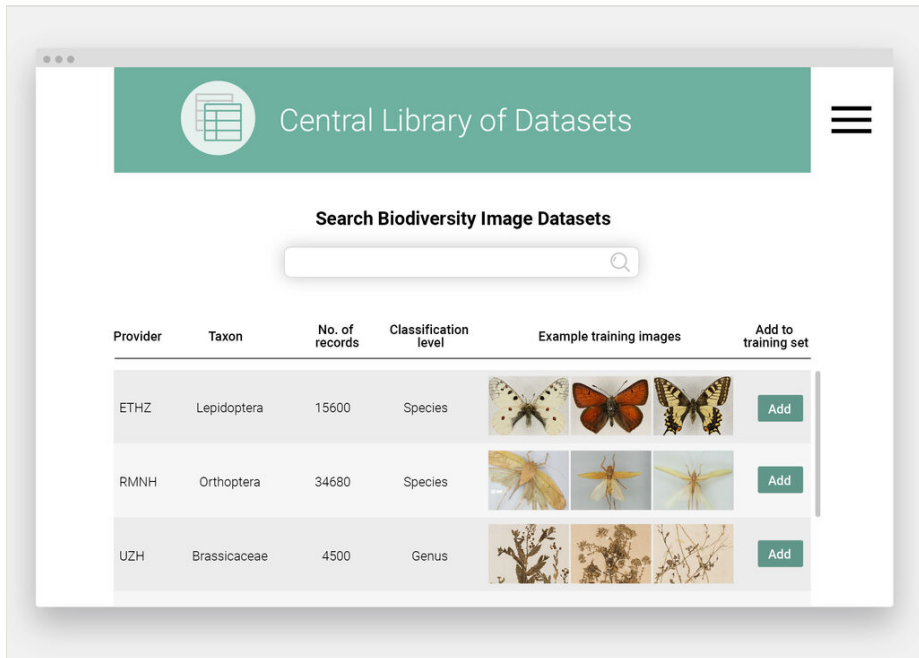 Central Library of Datasets
Search Biodiversity Image Datasets
Provider Taxon No. of records Classification level Example training images Add to training set
ETHZ Lepidoptera 15600 Species Add
RMNH Orthoptera 34680 Species Add
UZH Brassicaceae 4500 Genus Add